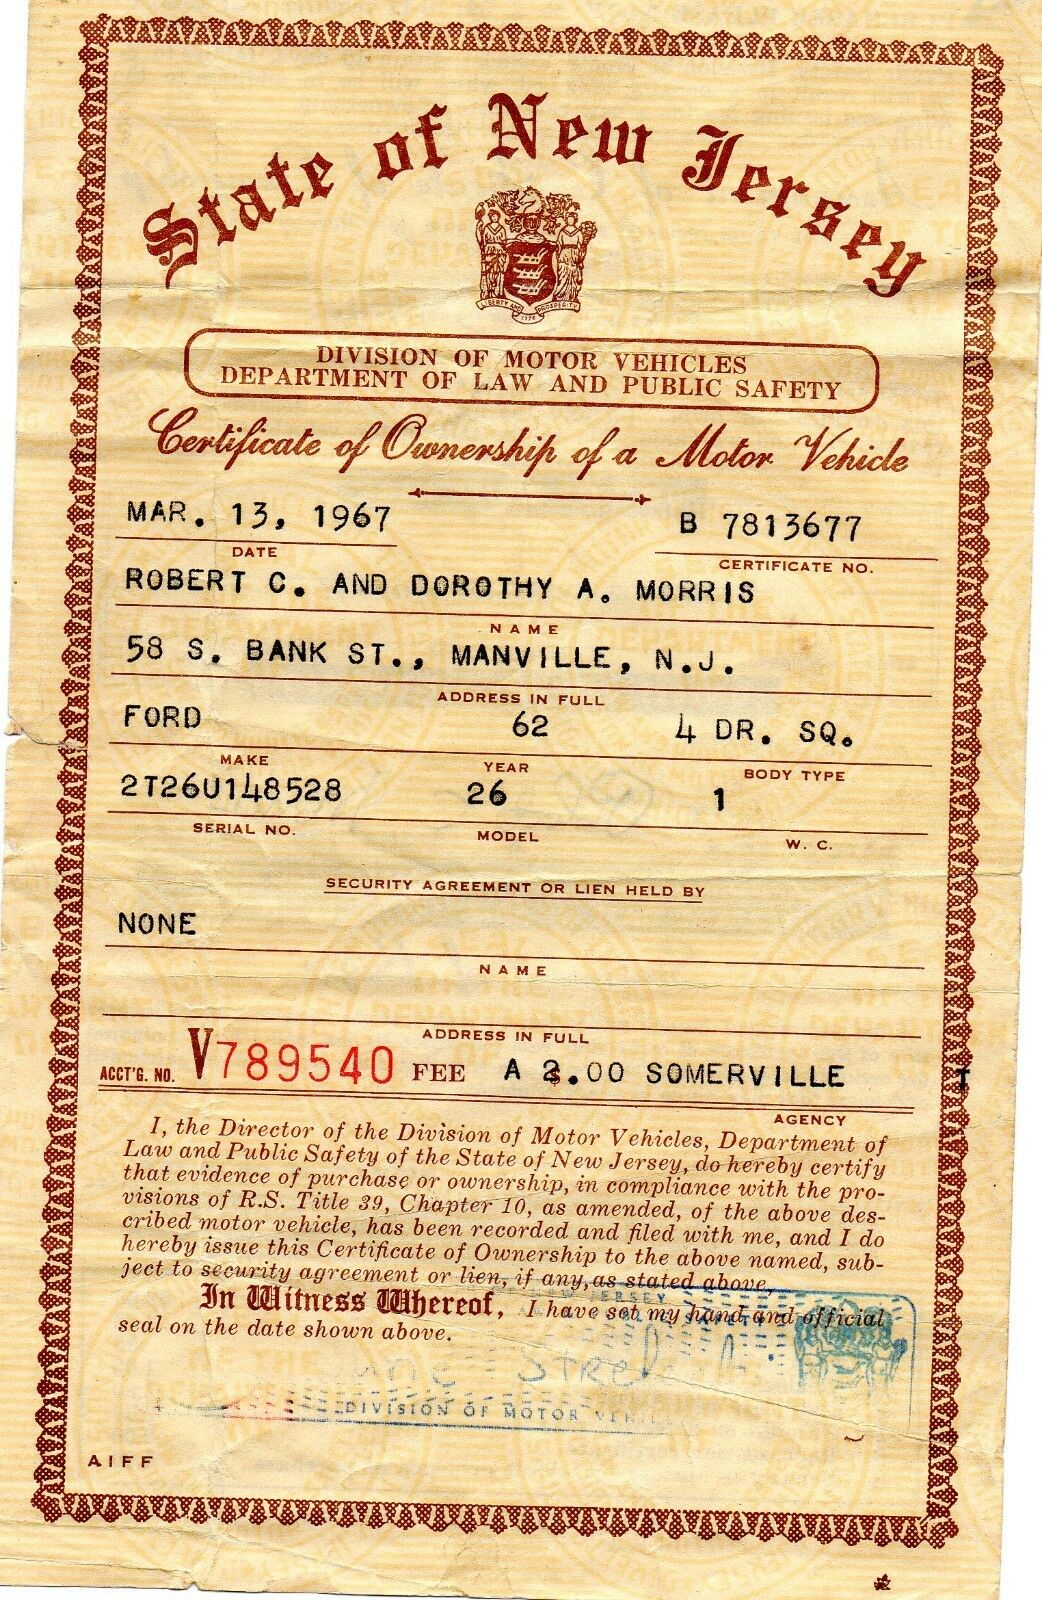 State of New Jersey
LIBERTY AND PROSPERITY
1776
DIVISION OF MOTOR VEHICLES
DEPARTMENT OF LAW AND PUBLIC SAFETY
Certificate of Ownership of a Motor Vehicle
MAR. 13, 1967 B 7813677
DATE CERTIFICATE NO.
ROBERT C. AND DOROTHY A. MORRIS
NAME
58 S. BANK ST., MANVILLE, N.J.
ADDRESS IN FULL
FORD 62 4 DR. SQ.
MAKE YEAR BODY TYPE
2T26U148528 26 1
SERIAL NO. MODEL W. C.
SECURITY AGREEMENT OR LIEN HELD BY
NONE
NAME
ADDRESS IN FULL
ACCT'G. NO. V789540 FEE A 2.00 SOMERVILLE T
AGENCY
I, the Director of the Division of Motor Vehicles, Department of
Law and Public Safety of the State of New Jersey, do hereby certify
that evidence of purchase or ownership, in compliance with the pro-
visions of R.S. Title 39, Chapter 10, as amended, of the above des-
cribed motor vehicle, has been recorded and filed with me, and I do
hereby issue this Certificate of Ownership to the above named, sub-
ject to security agreement or lien, if any, as stated above,
In Witness Whereof, I have set my hand and official
seal on the date shown above.
JERSEY
SAFETY
DIVISION OF MOTOR
AIFF